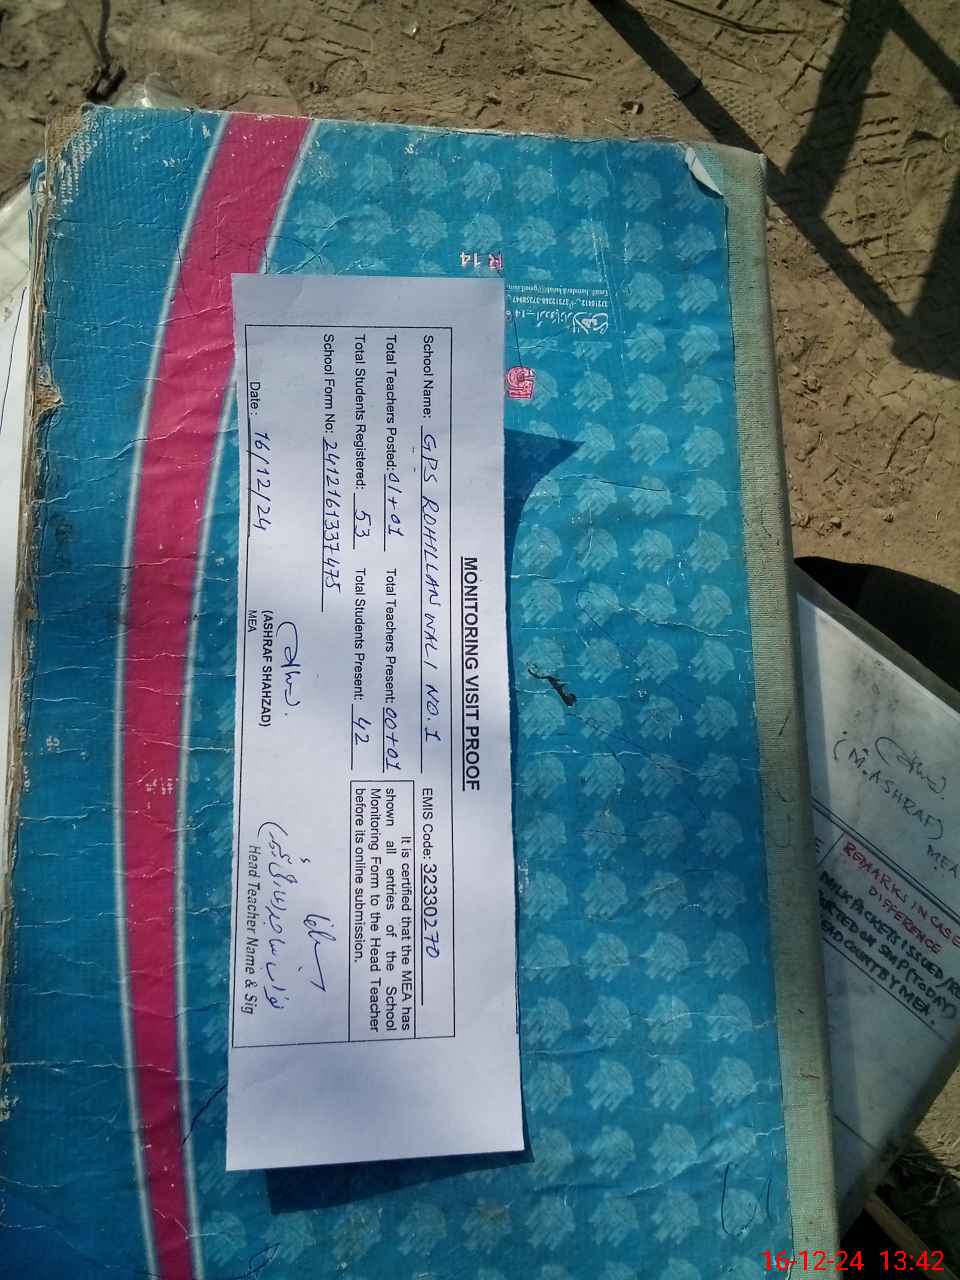 MONITORING VISIT PROOF
School Name: GPS ROHILLAN WALI NO. 1 EMIS Code: 32330270
Total Teachers Posted: 01+01 Total Teachers Present: 00+01
Total Students Registered: 53 Total Students Present: 42
School Form No: 2412161337475
It is certified that the MEA has
shown all entries of the School
Monitoring Form to the Head Teacher
before its online submission.
Date: 16/12/24
(ASHRAF SHAHZAD)
MEA
Head Teacher Name & Sig
R 14
(M. ASHRAF)
MEA
REMARKS IN CASE
DIFFERENCE
MILK PACKETS ISSUED
ON SMP (TODAY)
HEAD COURT BY MEA.
16-12-24 13:42